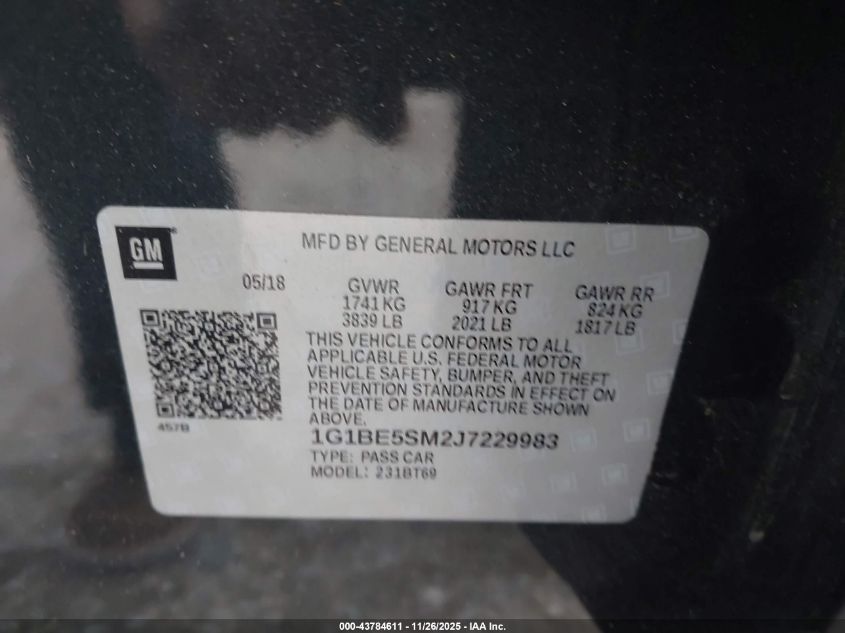 GM
MFD BY GENERAL MOTORS LLC
05/18
GVWR GAWR FRT GAWR RR
1741 KG 917 KG 824 KG
3839 LB 2021 LB 1817 LB
THIS VEHICLE CONFORMS TO ALL
APPLICABLE U.S. FEDERAL MOTOR
VEHICLE SAFETY, BUMPER, AND THEFT
PREVENTION STANDARDS IN EFFECT ON
THE DATE OF MANUFACTURE SHOWN
ABOVE.
457B
1G1BE5SM2J7229983
TYPE: PASS CAR
MODEL: 231BT69
000-43784611 - 11/26/2025 - IAA Inc.